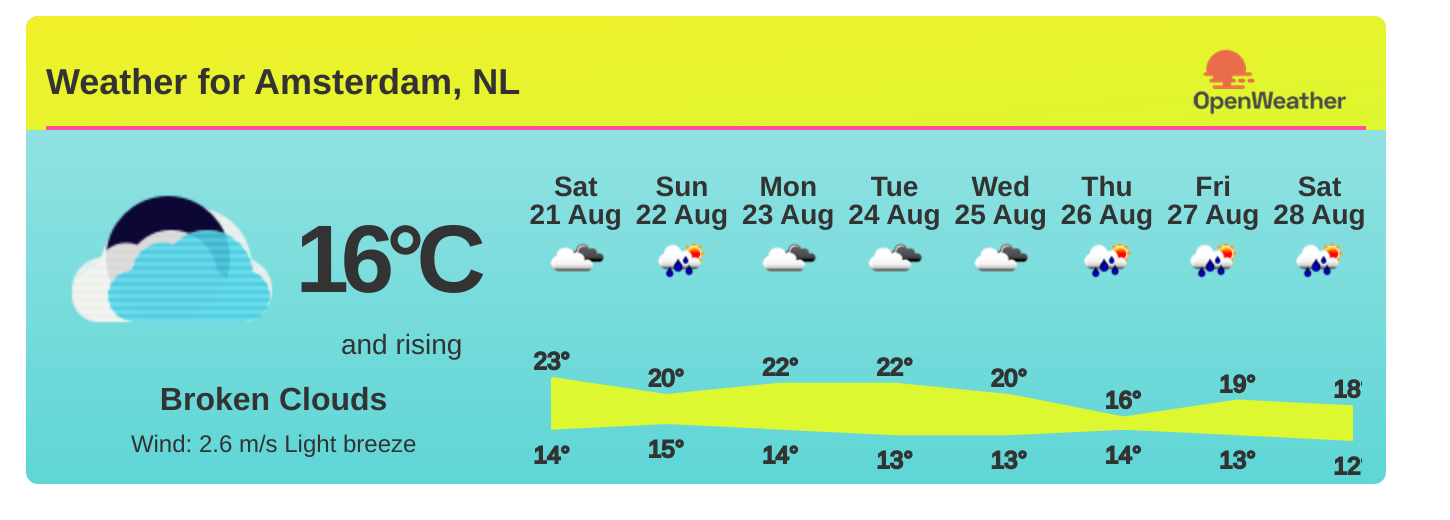 Weather for Amsterdam, NL
OpenWeather
16°C
and rising
Broken Clouds
Wind: 2.6 m/s Light breeze
Sat Sun Mon Tue Wed Thu Fri Sat
21 Aug 22 Aug 23 Aug 24 Aug 25 Aug 26 Aug 27 Aug 28 Aug
23° 20° 22° 22° 20° 16° 19° 18°
14° 15° 14° 13° 13° 14° 13° 12°